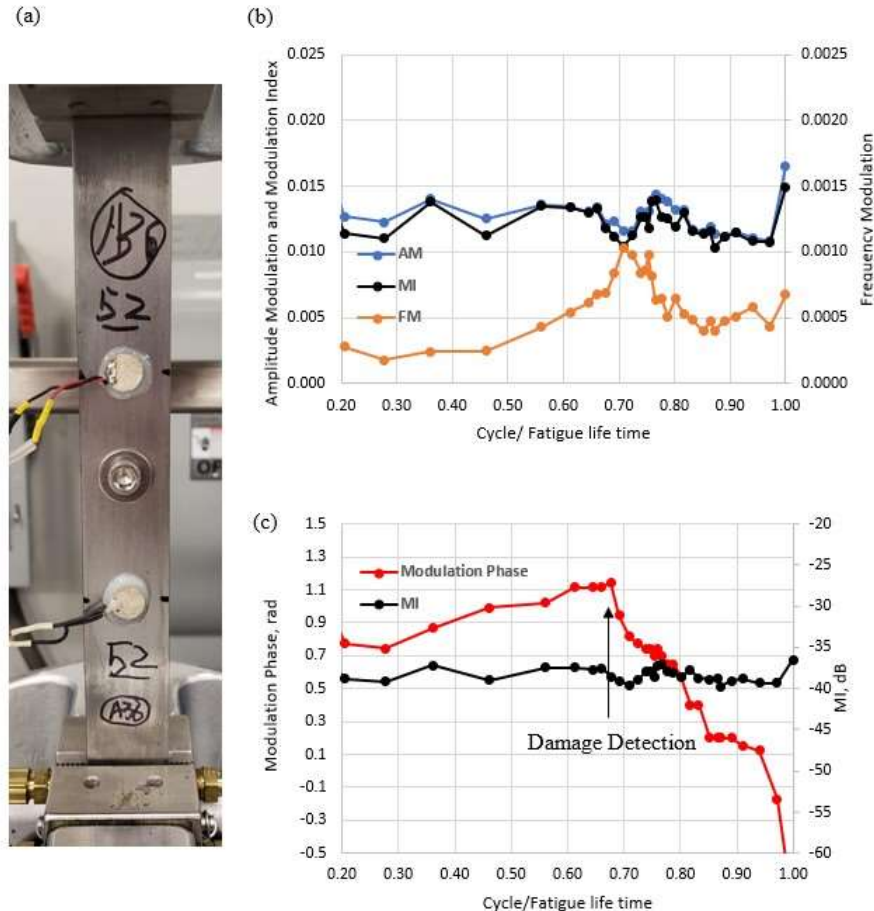 (a)
52
52
A36
OF
(b)
Amplitude Modulation and Modulation Index
0.025
0.020
0.015
0.010
0.005
0.000
0.0025
0.0020
0.0015
0.0010
0.0005
0.0000
Frequency Modulation
AM
MI
FM
0.20 0.30 0.40 0.50 0.60 0.70 0.80 0.90 1.00
Cycle/ Fatigue life time
(c)
Modulation Phase, rad
1.5
1.3
1.1
0.9
0.7
0.5
0.3
0.1
-0.1
-0.3
-0.5
-20
-25
-30
-35
-40
-45
-50
-55
-60
MI, dB
Modulation Phase
MI
Damage Detection
0.20 0.30 0.40 0.50 0.60 0.70 0.80 0.90 1.00
Cycle/Fatigue life time